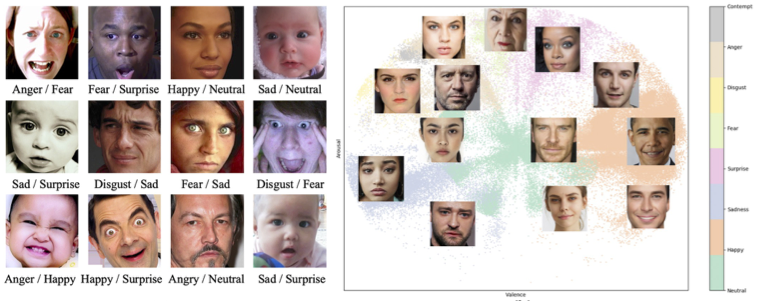 Anger / Fear
Fear / Surprise
Happy / Neutral
Sad / Neutral
Sad / Surprise
Disgust / Sad
Fear / Sad
Disgust / Fear
Anger / Happy
Happy / Surprise
Angry / Neutral
Sad / Surprise
Arousal
Valence
Contempt
Anger
Disgust
Fear
Surprise
Sadness
Happy
Neutral